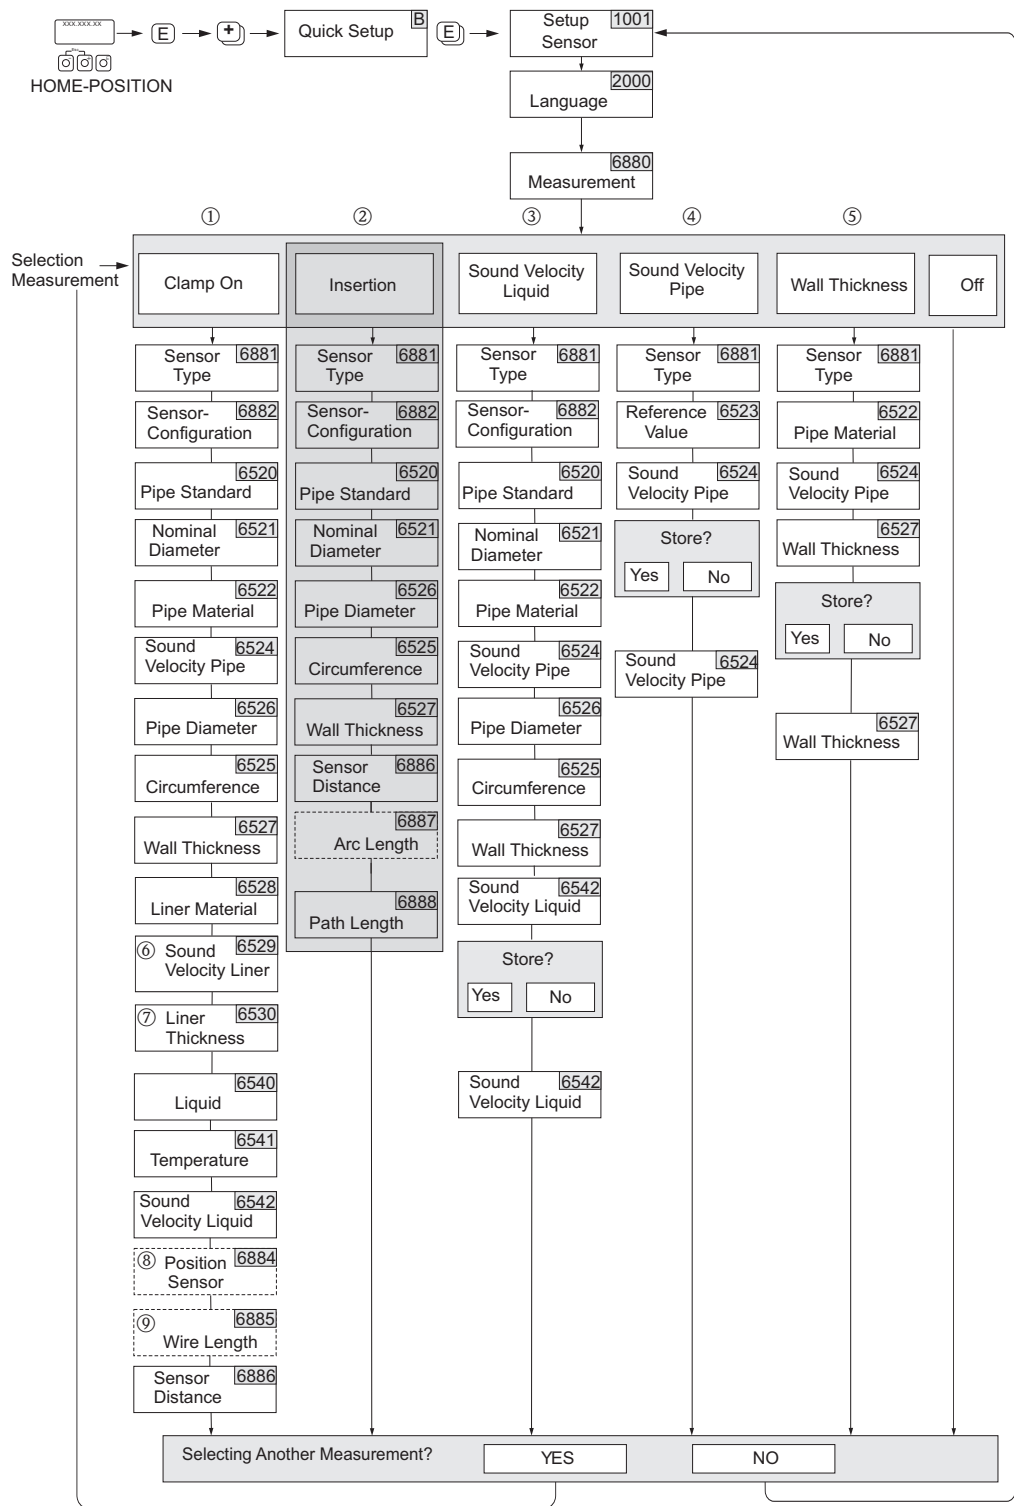 xxx.xxx.xx
Esc
E
+
Quick Setup
B
E
Setup
Sensor
1001
HOME-POSITION
Language
2000
Measurement
6880
①
②
③
④
⑤
Selection
Measurement
Clamp On
Insertion
Sound Velocity
Liquid
Sound Velocity
Pipe
Wall Thickness
Off
Sensor
Type
6881
Sensor-
Configuration
6882
Pipe Standard
6520
Nominal
Diameter
6521
Pipe Material
6522
Sound
Velocity Pipe
6524
Pipe Diameter
6526
Circumference
6525
Wall Thickness
6527
Liner Material
6528
⑥ Sound
Velocity Liner
6529
⑦ Liner
Thickness
6530
Liquid
6540
Temperature
6541
Sound
Velocity Liquid
6542
⑧ Position
Sensor
6884
⑨
Wire Length
6885
Sensor
Distance
6886
Sensor
Type
6881
Sensor-
Configuration
6882
Pipe Standard
6520
Nominal
Diameter
6521
Pipe Diameter
6526
Circumference
6525
Wall Thickness
6527
Sensor
Distance
6886
Arc Length
6887
Path Length
6888
Sensor
Type
6881
Sensor-
Configuration
6882
Pipe Standard
6520
Nominal
Diameter
6521
Pipe Material
6522
Sound
Velocity Pipe
6524
Pipe Diameter
6526
Circumference
6525
Wall Thickness
6527
Sound
Velocity Liquid
6542
Store?
Yes
No
Sound
Velocity Liquid
6542
Sensor
Type
6881
Reference
Value
6523
Sound
Velocity Pipe
6524
Store?
Yes
No
Sound
Velocity Pipe
6524
Sensor
Type
6881
Pipe Material
6522
Sound
Velocity Pipe
6524
Wall Thickness
6527
Store?
Yes
No
Wall Thickness
6527
Selecting Another Measurement?
YES
NO